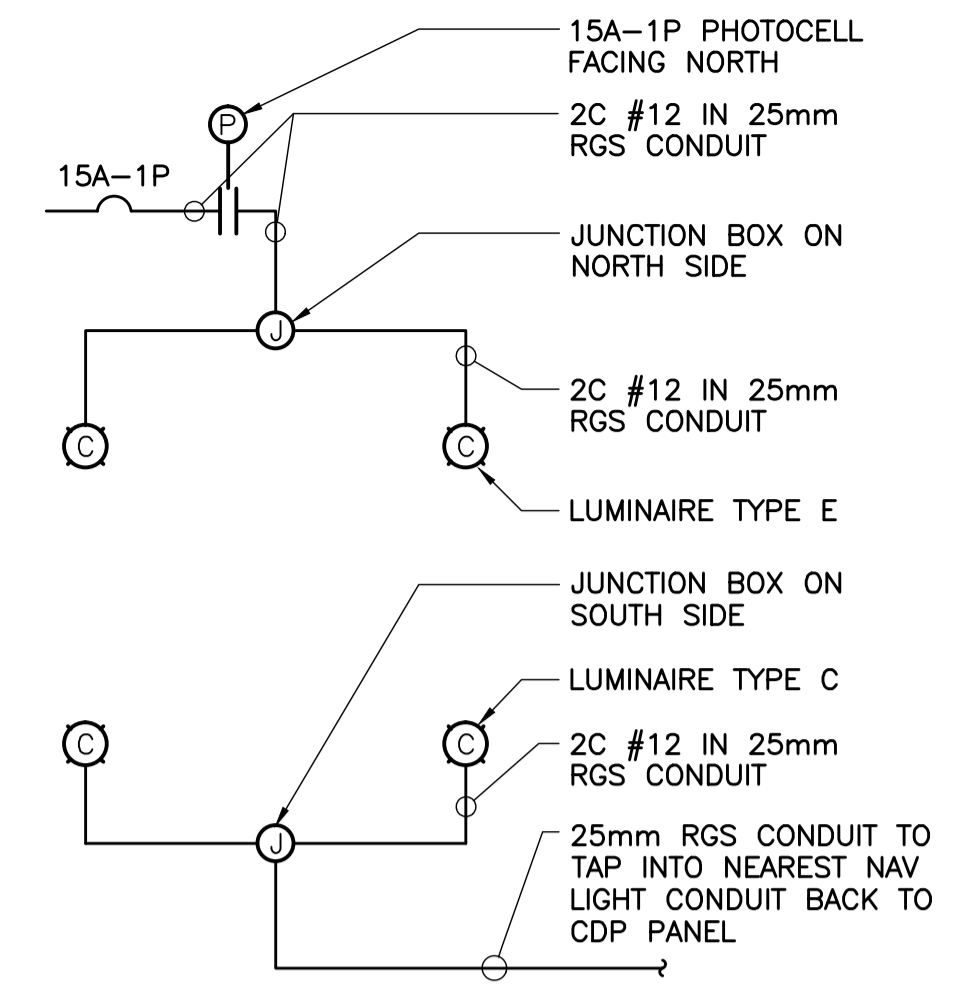 15A-1P PHOTOCELL
FACING NORTH
P
2C #12 IN 25mm
RGS CONDUIT
15A-1P
JUNCTION BOX ON
NORTH SIDE
J
2C #12 IN 25mm
RGS CONDUIT
C
C
LUMINAIRE TYPE E
JUNCTION BOX ON
SOUTH SIDE
LUMINAIRE TYPE C
C
C
2C #12 IN 25mm
RGS CONDUIT
J
25mm RGS CONDUIT TO
TAP INTO NEAREST NAV
LIGHT CONDUIT BACK TO
CDP PANEL